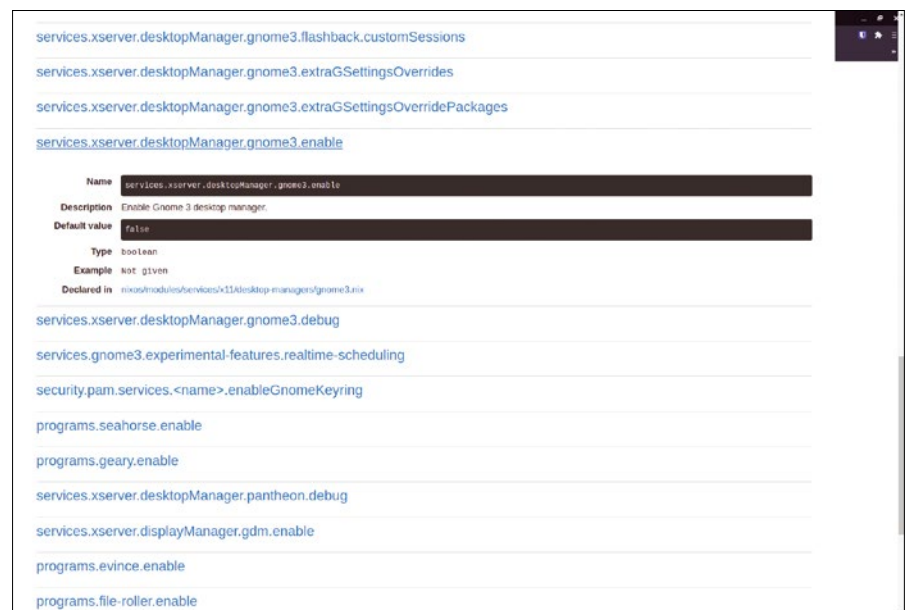 services.xserver.desktopManager.gnome3.flashback.customSessions
services.xserver.desktopManager.gnome3.extraGSettingsOverrides
services.xserver.desktopManager.gnome3.extraGSettingsOverridePackages
services.xserver.desktopManager.gnome3.enable
Name services.xserver.desktopManager.gnome3.enable
Description Enable Gnome 3 desktop manager.
Default value false
Type boolean
Example Not given
Declared in nixos/modules/services/x11/desktop-managers/gnome3.nix
services.xserver.desktopManager.gnome3.debug
services.gnome3.experimental-features.realtime-scheduling
security.pam.services.<name>.enableGnomeKeyring
programs.seahorse.enable
programs.geary.enable
services.xserver.desktopManager.pantheon.debug
services.xserver.displayManager.gdm.enable
programs.evince.enable
programs.file-roller.enable